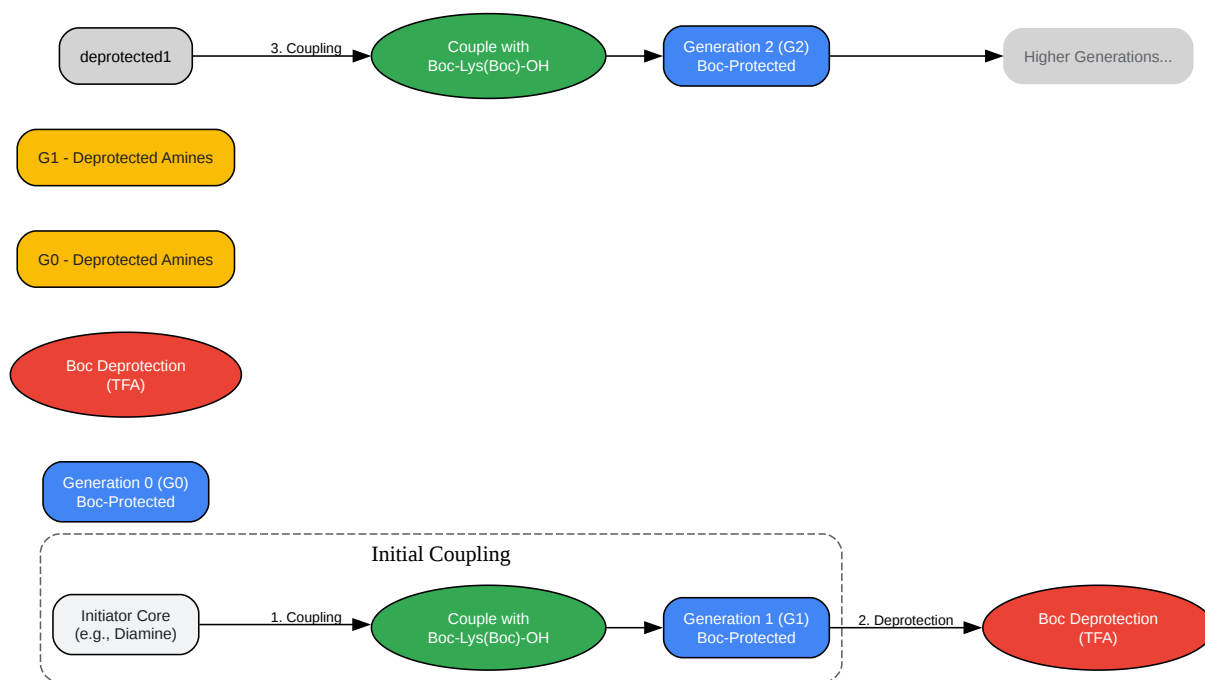 deprotected1
3. Coupling
Couple with
Boc-Lys(Boc)-OH
Generation 2 (G2)
Boc-Protected
Higher Generations...
G1 - Deprotected Amines
G0 - Deprotected Amines
Boc Deprotection
(TFA)
Generation 0 (G0)
Boc-Protected
Initial Coupling
Initiator Core
(e.g., Diamine)
1. Coupling
Couple with
Boc-Lys(Boc)-OH
Generation 1 (G1)
Boc-Protected
2. Deprotection
Boc Deprotection
(TFA)